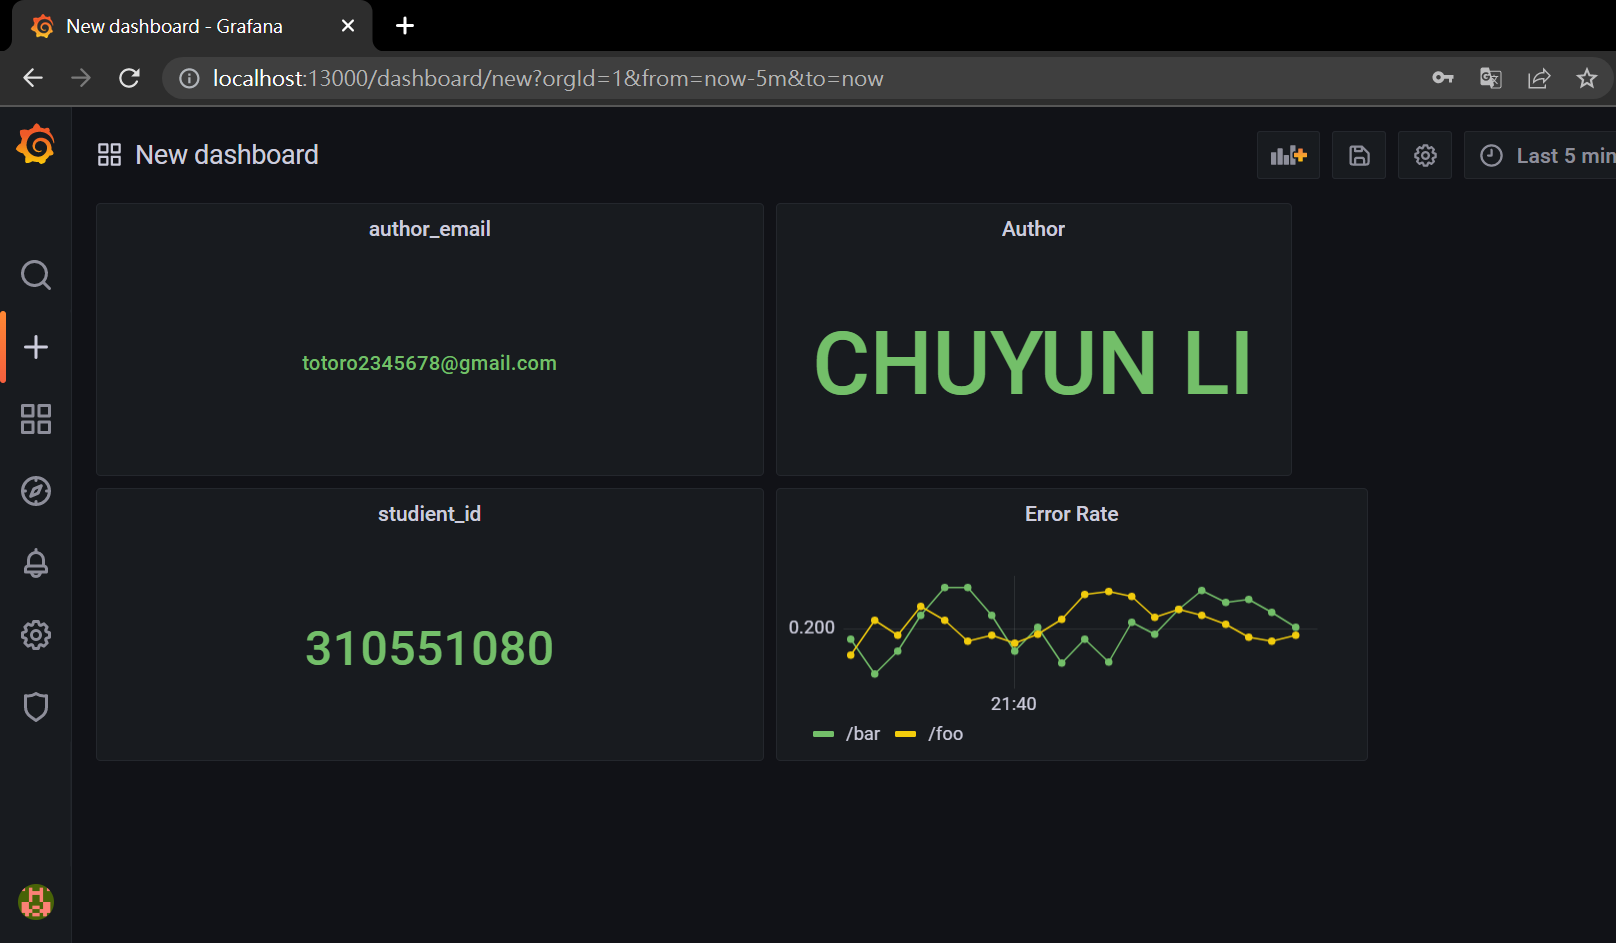 New dashboard - Grafana
localhost:13000/dashboard/new?orgId=1&from=now-5m&to=now
New dashboard
Last 5 min
author_email
Author
totoro2345678@gmail.com
CHUYUN LI
studient_id
Error Rate
310551080
0.200
21:40
/bar /foo